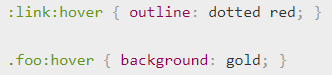 :link:hover { outline: dotted red; }
.foo:hover { background: gold; }